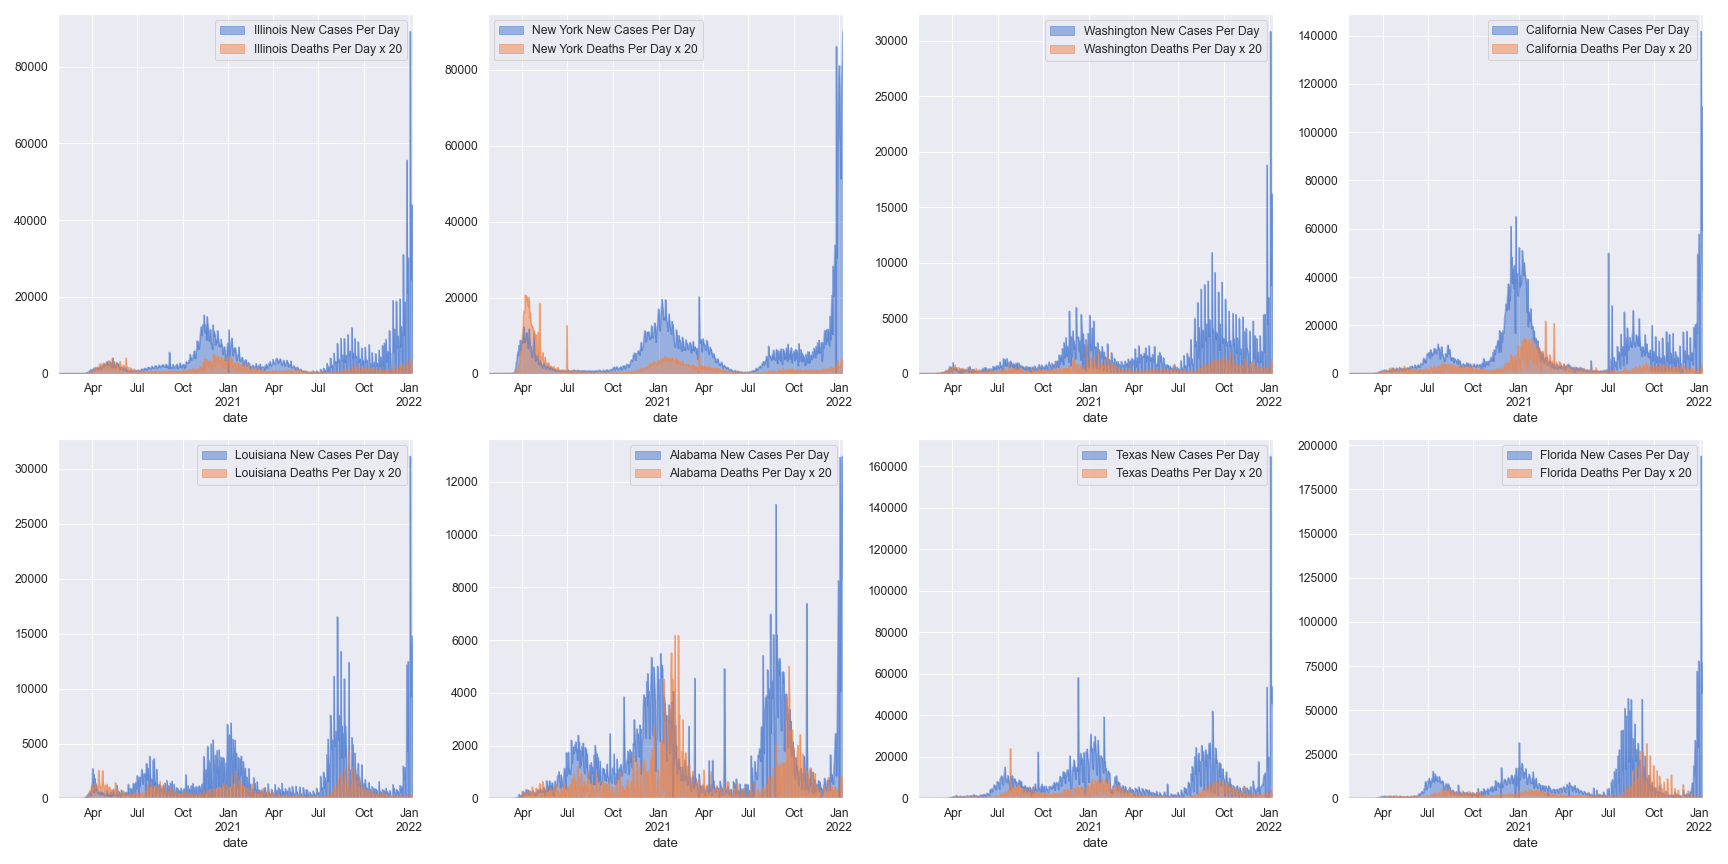 Illinois New Cases Per Day
Illinois Deaths Per Day x 20
80000
60000
40000
20000
0
Apr Jul Oct Jan Apr Jul Oct Jan
2021 2022
date
New York New Cases Per Day
New York Deaths Per Day x 20
80000
60000
40000
20000
0
Apr Jul Oct Jan Apr Jul Oct Jan
2021 2022
date
Washington New Cases Per Day
Washington Deaths Per Day x 20
30000
25000
20000
15000
10000
5000
0
Apr Jul Oct Jan Apr Jul Oct Jan
2021 2022
date
California New Cases Per Day
California Deaths Per Day x 20
140000
120000
100000
80000
60000
40000
20000
0
Apr Jul Oct Jan Apr Jul Oct Jan
2021 2022
date
Louisiana New Cases Per Day
Louisiana Deaths Per Day x 20
30000
25000
20000
15000
10000
5000
0
Apr Jul Oct Jan Apr Jul Oct Jan
2021 2022
date
Alabama New Cases Per Day
Alabama Deaths Per Day x 20
12000
10000
8000
6000
4000
2000
0
Apr Jul Oct Jan Apr Jul Oct Jan
2021 2022
date
Texas New Cases Per Day
Texas Deaths Per Day x 20
160000
140000
120000
100000
80000
60000
40000
20000
0
Apr Jul Oct Jan Apr Jul Oct Jan
2021 2022
date
Florida New Cases Per Day
Florida Deaths Per Day x 20
200000
175000
150000
125000
100000
75000
50000
25000
0
Apr Jul Oct Jan Apr Jul Oct Jan
2021 2022
date